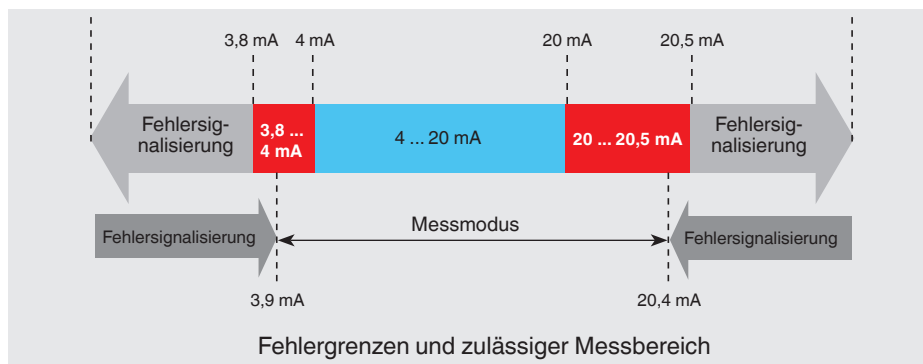 3,8 mA 4 mA 20 mA 20,5 mA
Fehlersig-
nalisierung
3,8 ...
4 mA
4 ... 20 mA
20 ... 20,5 mA
Fehlersig-
nalisierung
Fehlersignalisierung
Messmodus
Fehlersignalisierung
3,9 mA 20,4 mA
Fehlergrenzen und zulässiger Messbereich